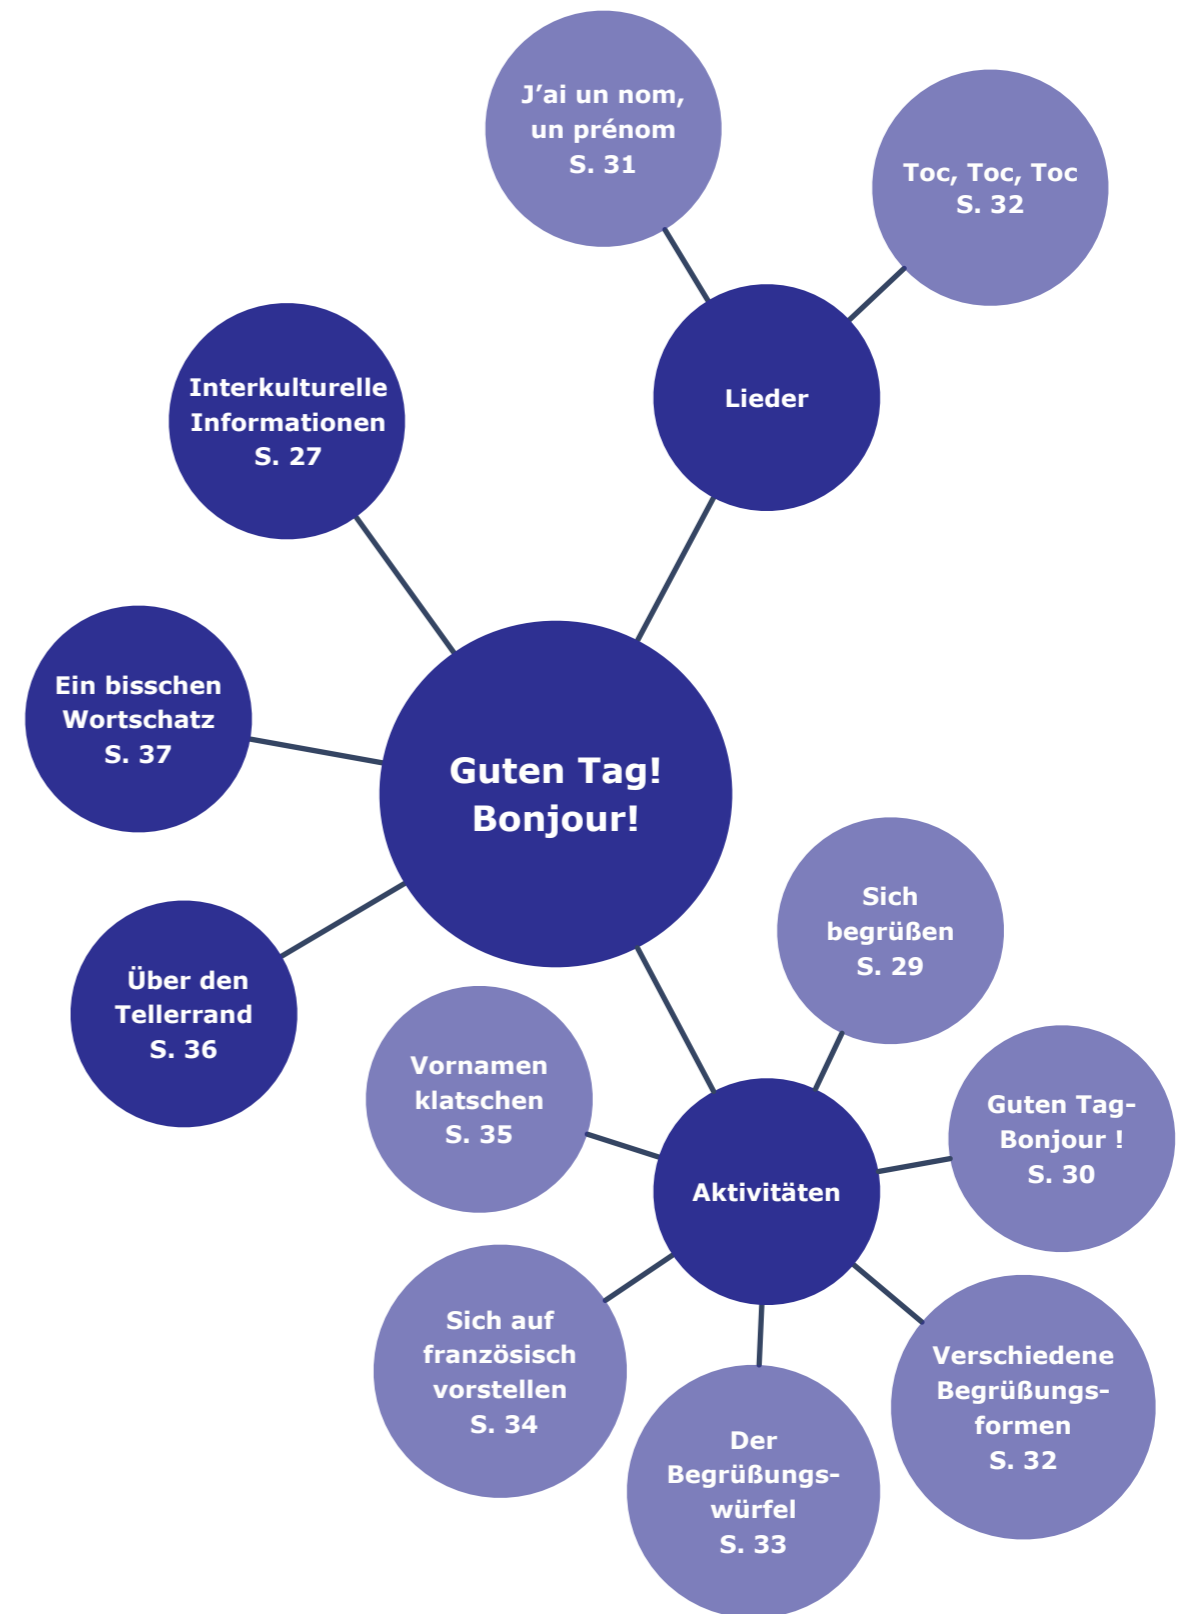 J’ai un nom,
un prénom
S. 31
Toc, Toc, Toc
S. 32
Lieder
Interkulturelle
Informationen
S. 27
Ein bisschen
Wortschatz
S. 37
Guten Tag!
Bonjour!
Über den
Tellerrand
S. 36
Sich
begrüßen
S. 29
Vornamen
klatschen
S. 35
Guten Tag-
Bonjour !
S. 30
Aktivitäten
Sich auf
französisch
vorstellen
S. 34
Verschiedene
Begrüßungs-
formen
S. 32
Der
Begrüßungs-
würfel
S. 33